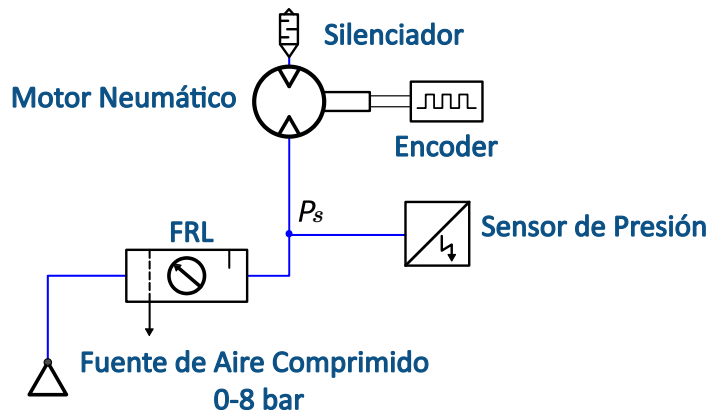 Silenciador
Motor Neumático
Encoder
Ps
FRL
Sensor de Presión
Fuente de Aire Comprimido
0-8 bar